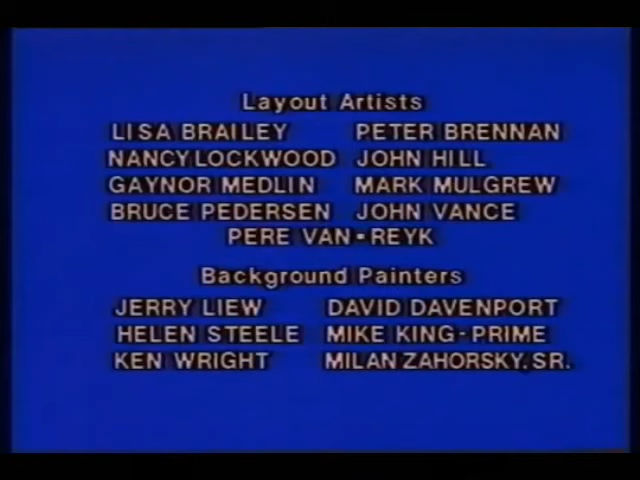 Layout Artists
LISA BRAILEY PETER BRENNAN
NANCY LOCKWOOD JOHN HILL
GAYNOR MEDLIN MARK MULGREW
BRUCE PEDERSEN JOHN VANCE
PERE VAN-REYK
Background Painters
JERRY LIEW DAVID DAVENPORT
HELEN STEELE MIKE KING-PRIME
KEN WRIGHT MILAN ZAHORSKY, SR.